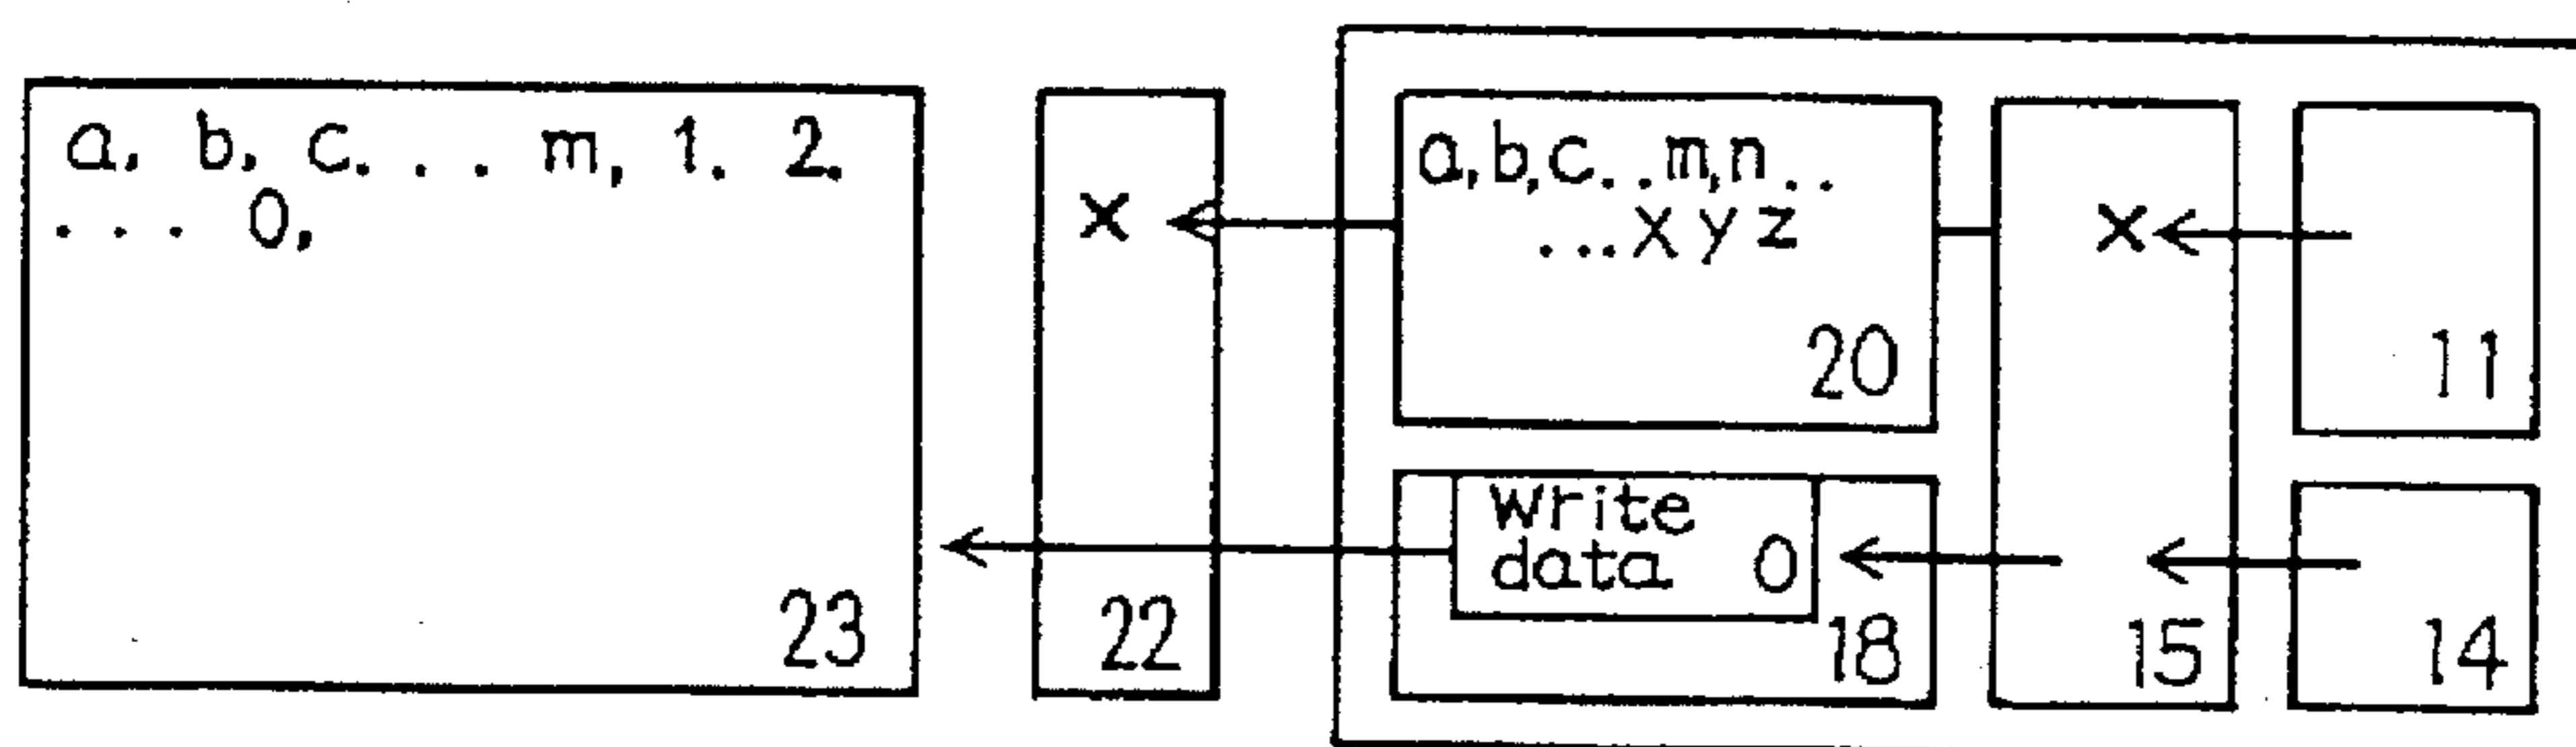 a, b, c. . . m, 1. 2.
. . . 0,
23
x
22
a,b,c..m,n..
...x y z
20
write
data 0
18
x
15
11
14